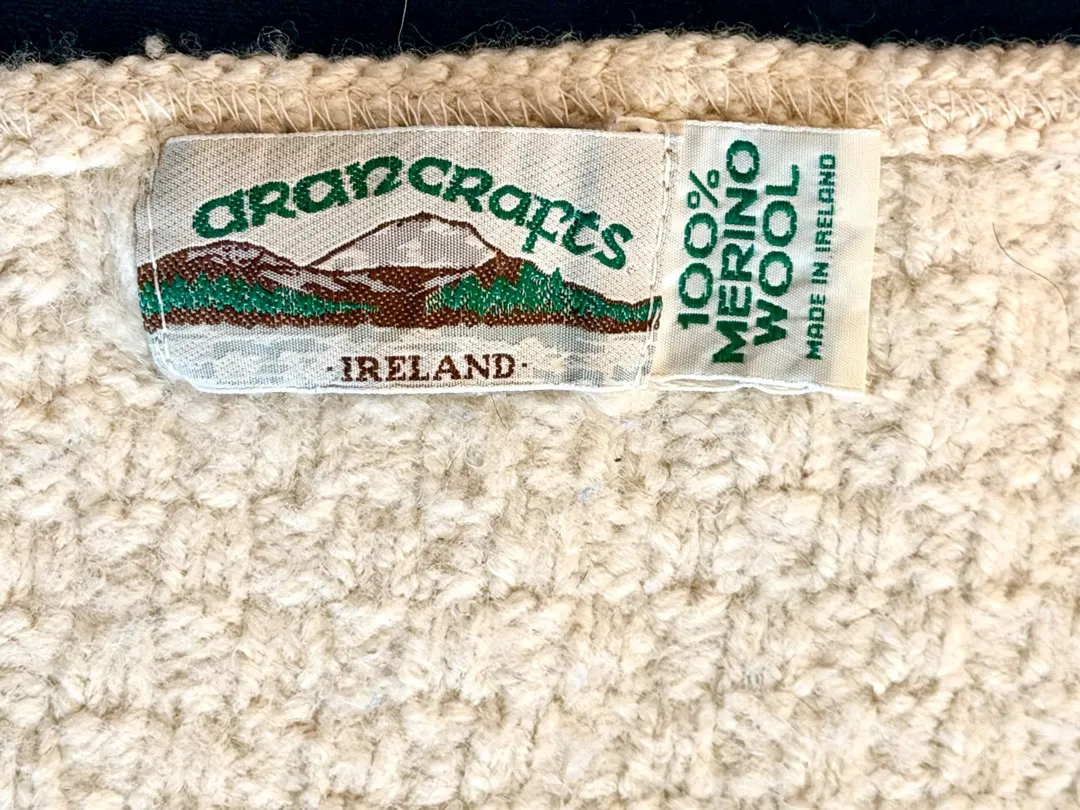 arancrafts
·IRELAND·
100%
MERINO
WOOL
MADE IN IRELAND